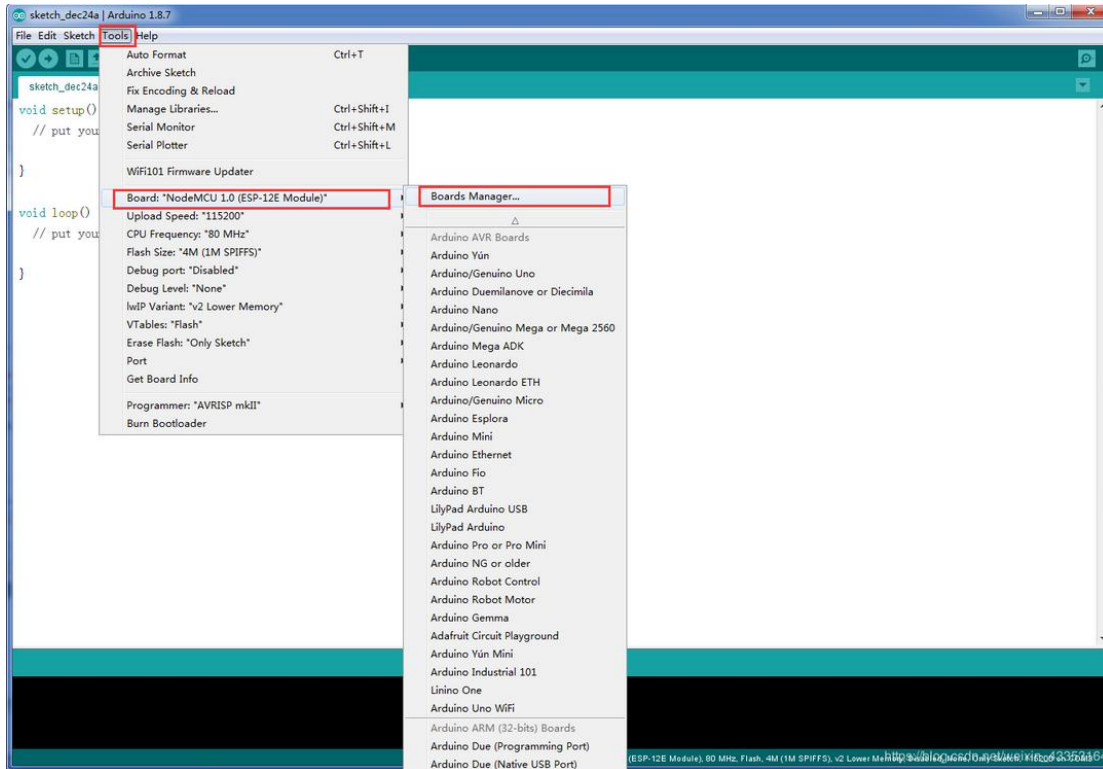 sketch_dec24a | Arduino 1.8.7
File Edit Sketch Tools Help
sketch_dec24a
void setup()
// put you
}
void loop()
// put you
}
Auto Format Ctrl+T
Archive Sketch
Fix Encoding & Reload
Manage Libraries... Ctrl+Shift+I
Serial Monitor Ctrl+Shift+M
Serial Plotter Ctrl+Shift+L
WiFi101 Firmware Updater
Board: "NodeMCU 1.0 (ESP-12E Module)"
Upload Speed: "115200"
CPU Frequency: "80 MHz"
Flash Size: "4M (1M SPIFFS)"
Debug port: "Disabled"
Debug Level: "None"
lwIP Variant: "v2 Lower Memory"
VTables: "Flash"
Erase Flash: "Only Sketch"
Port
Get Board Info
Programmer: "AVRISP mkII"
Burn Bootloader
Boards Manager...
Arduino AVR Boards
Arduino Yún
Arduino/Genuino Uno
Arduino Duemilanove or Diecimila
Arduino Nano
Arduino/Genuino Mega or Mega 2560
Arduino Mega ADK
Arduino Leonardo
Arduino Leonardo ETH
Arduino/Genuino Micro
Arduino Esplora
Arduino Mini
Arduino Ethernet
Arduino Fio
Arduino BT
LilyPad Arduino USB
LilyPad Arduino
Arduino Pro or Pro Mini
Arduino NG or older
Arduino Robot Control
Arduino Robot Motor
Arduino Gemma
Adafruit Circuit Playground
Arduino Yún Mini
Arduino Industrial 101
Linino One
Arduino Uno WiFi
Arduino ARM (32-bits) Boards
Arduino Due (Programming Port)
Arduino Due (Native USB Port)
(ESP-12E Module), 80 MHz, Flash, 4M (1M SPIFFS), v2 Lower